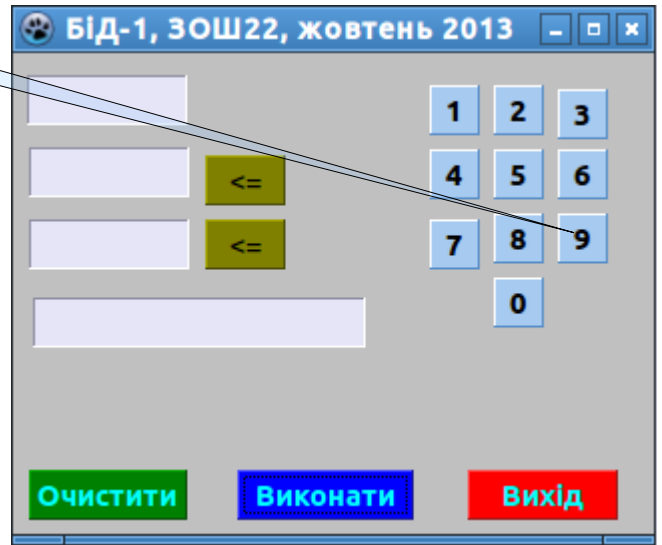 БіД-1, ЗОШ22, жовтень 2013
1 2 3
<= 4 5 6
<= 7 8 9
0
Очистити Виконати Вихід